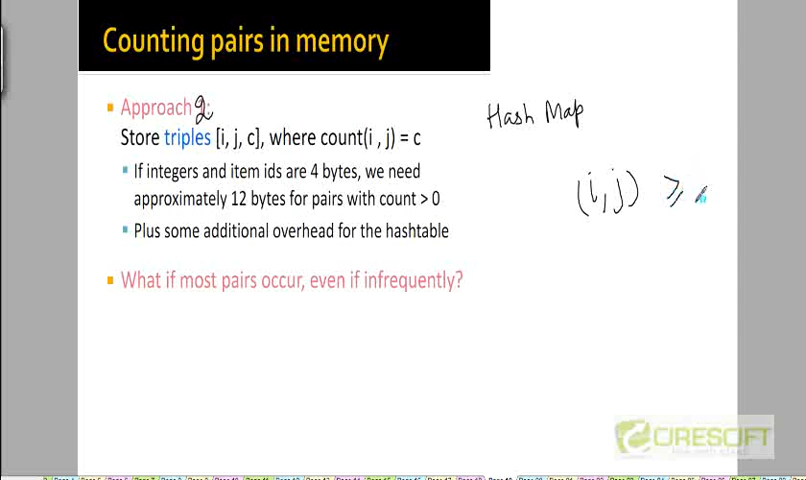 Counting pairs in memory
Approach 2:
Hash Map
Store triples [i, j, c], where count(i , j) = c
If integers and item ids are 4 bytes, we need
approximately 12 bytes for pairs with count > 0
(i, j) ≥
Plus some additional overhead for the hashtable
What if most pairs occur, even if infrequently?
CIRESOFT